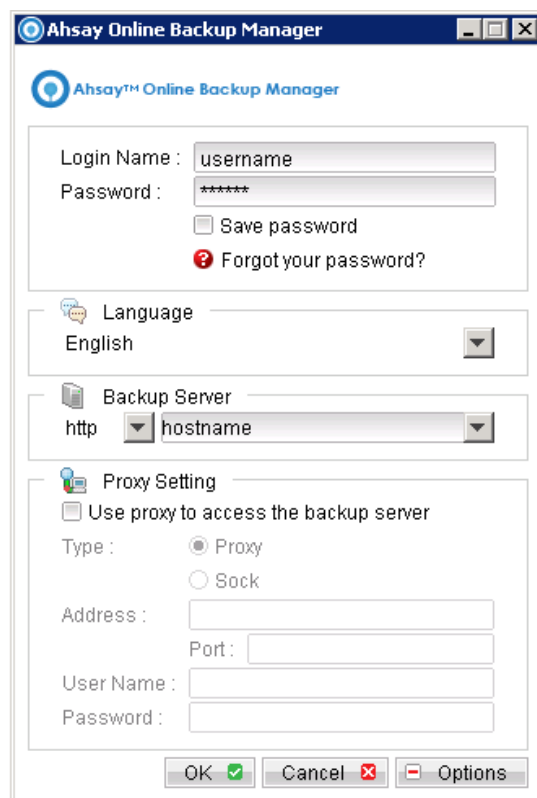 Ahsay Online Backup Manager
Ahsay™ Online Backup Manager
Login Name : username
Password : ******
Save password
Forgot your password?
Language
English
Backup Server
http hostname
Proxy Setting
Use proxy to access the backup server
Type : Proxy
Sock
Address :
Port :
User Name :
Password :
OK Cancel Options